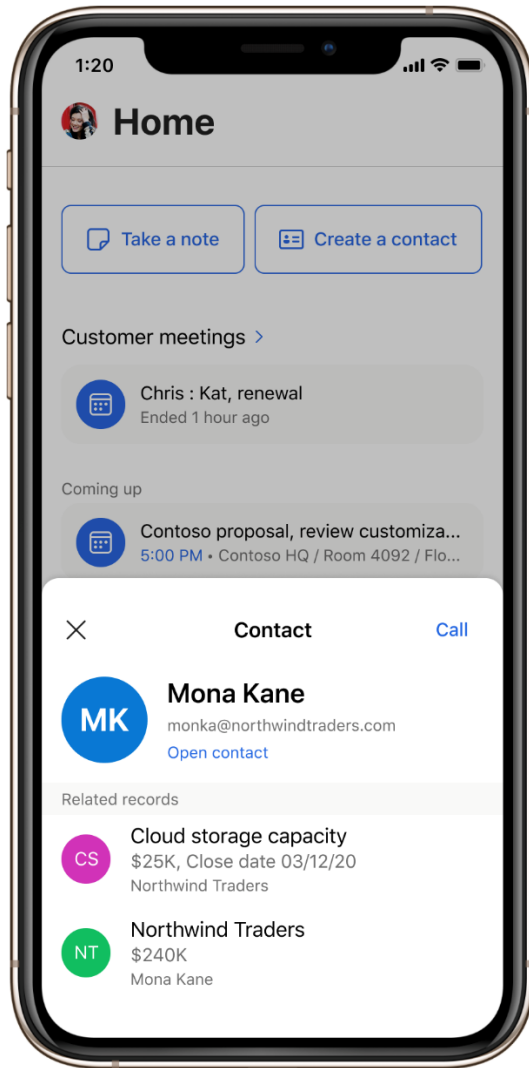 1:20
Home
Take a note
Create a contact
Customer meetings >
Chris : Kat, renewal
Ended 1 hour ago
Coming up
Contoso proposal, review customiza...
5:00 PM • Contoso HQ / Room 4092 / Flo...
Contact
Call
MK
Mona Kane
monka@northwindtraders.com
Open contact
Related records
CS
Cloud storage capacity
$25K, Close date 03/12/20
Northwind Traders
NT
Northwind Traders
$240K
Mona Kane